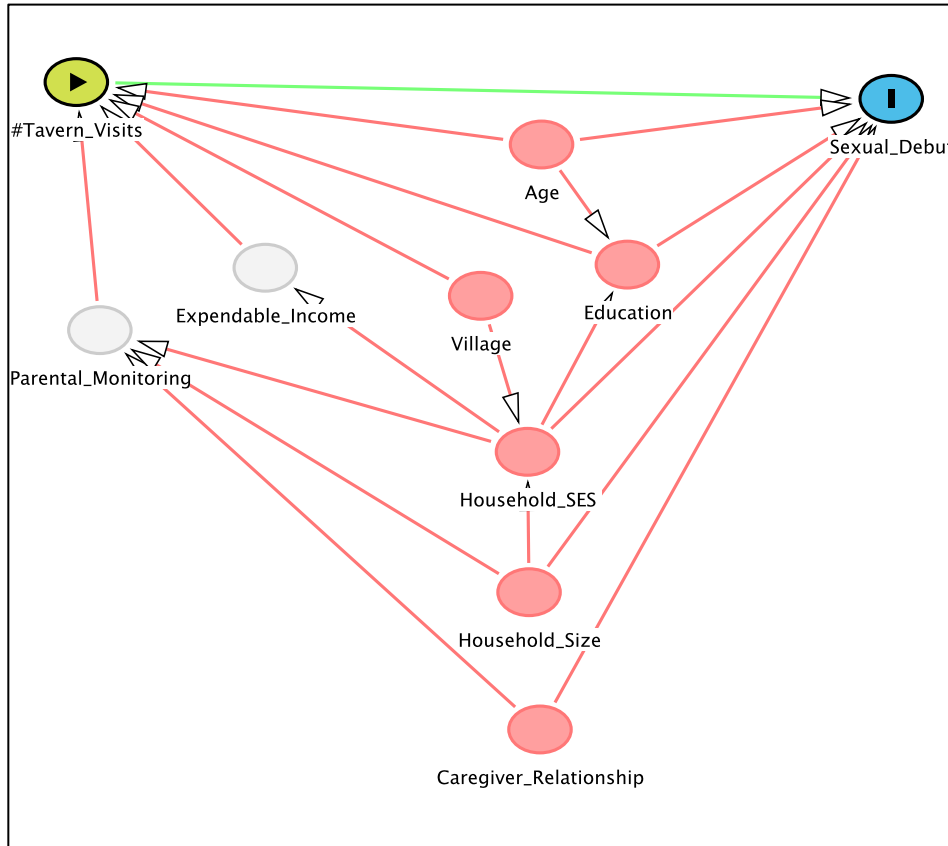 #Tavern_Visits
Sexual_Debut
Age
Expendable_Income
Education
Village
Parental_Monitoring
Household_SES
Household_Size
Caregiver_Relationship